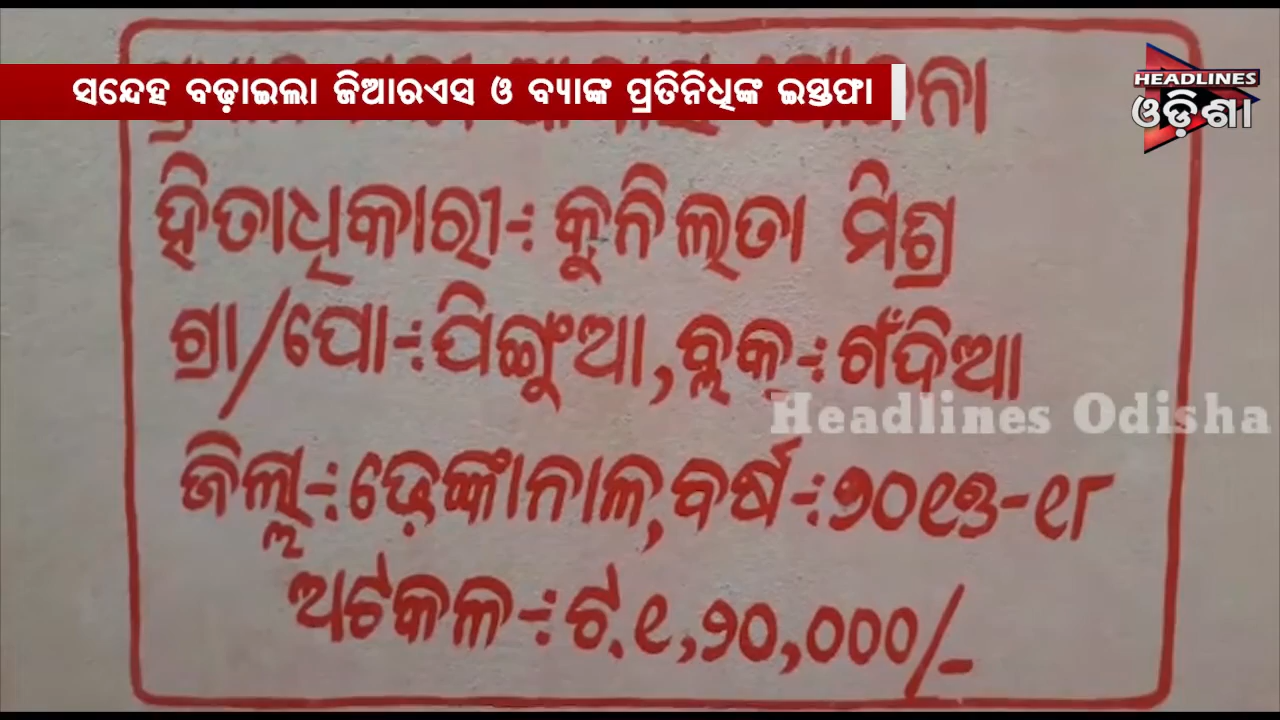 ସନ୍ଦେହ ବଢ଼ାଇଲା ଜିଆରଏସ ଓ ବ୍ୟାଙ୍କ ପ୍ରତିନିଧିଙ୍କ ଇସ୍ତଫା
HEADLINES
ଓଡ଼ିଶା
ହିତାଧିକାରୀ-: କୁନିଲତା ମିଶ୍ର
ଗ୍ରା/ପୋ-: ଯିଙ୍ଗୁଂଆ, ବ୍ଲକ୍-: ଗଁଦିଆ
Headlines Odisha
ଜିଲ୍ଲା-: ଢ଼େଙ୍କାନାଳ, ବର୍ଷ-: ୨୦୧୭-୧୮
ଅଟକଳ-: ଟ.୧,୨୦,୦୦୦/-